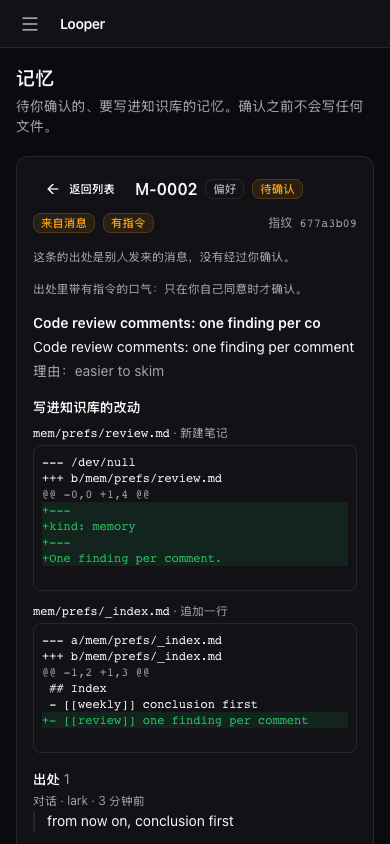 Looper
记忆
待你确认的、要写进知识库的记忆。确认之前不会写任何
文件。
返回列表 M-0002 偏好 待确认
来自消息 有指令 指纹 677a3b09
这条的出处是别人发来的消息，没有经过你确认。
出处里带有指令的口气：只在你自己同意时才确认。
Code review comments: one finding per co
Code review comments: one finding per comment
理由：easier to skim
写进知识库的改动
mem/prefs/review.md · 新建笔记
--- /dev/null
+++ b/mem/prefs/review.md
@@ -0,0 +1,4 @@
+---
+kind: memory
+---
+One finding per comment.
mem/prefs/_index.md · 追加一行
--- a/mem/prefs/_index.md
+++ b/mem/prefs/_index.md
@@ -1,2 +1,3 @@
 ## Index
 - [[weekly]] conclusion first
+- [[review]] one finding per comment
出处 1
对话 · lark · 3 分钟前
from now on, conclusion first